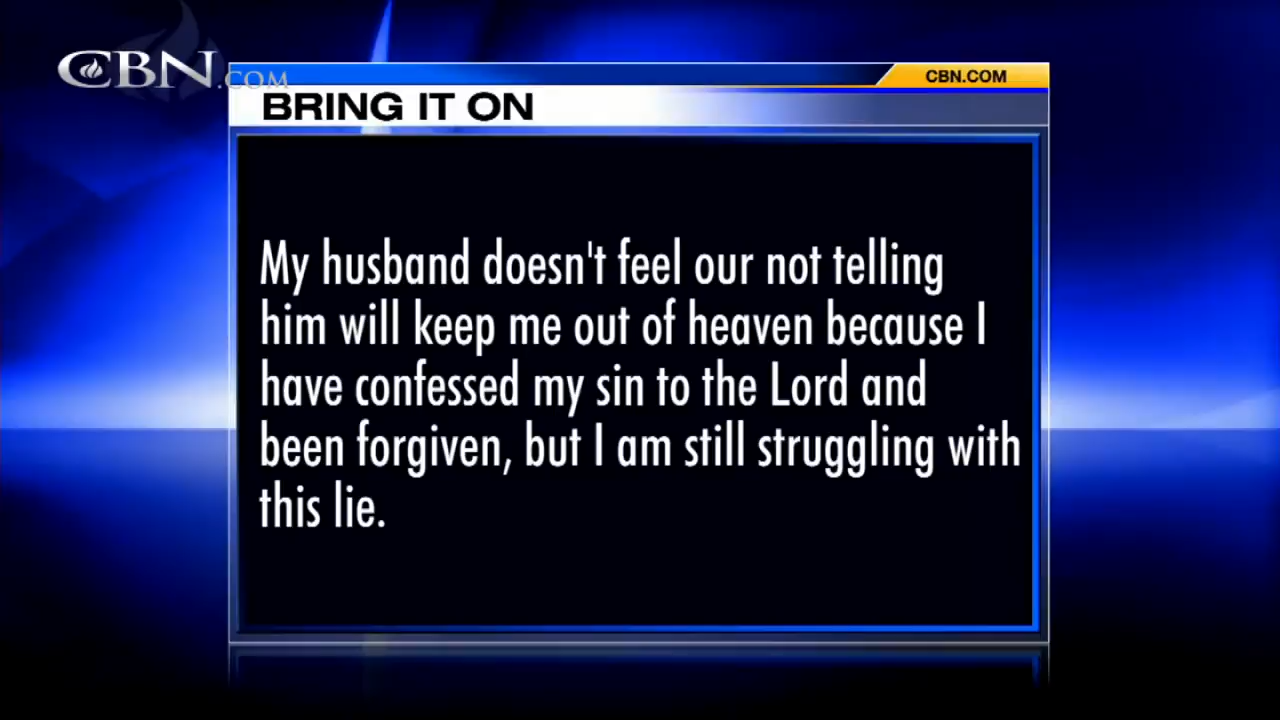 CBN.COM
CBN.COM
BRING IT ON
My husband doesn't feel our not telling
him will keep me out of heaven because I
have confessed my sin to the Lord and
been forgiven, but I am still struggling with
this lie.